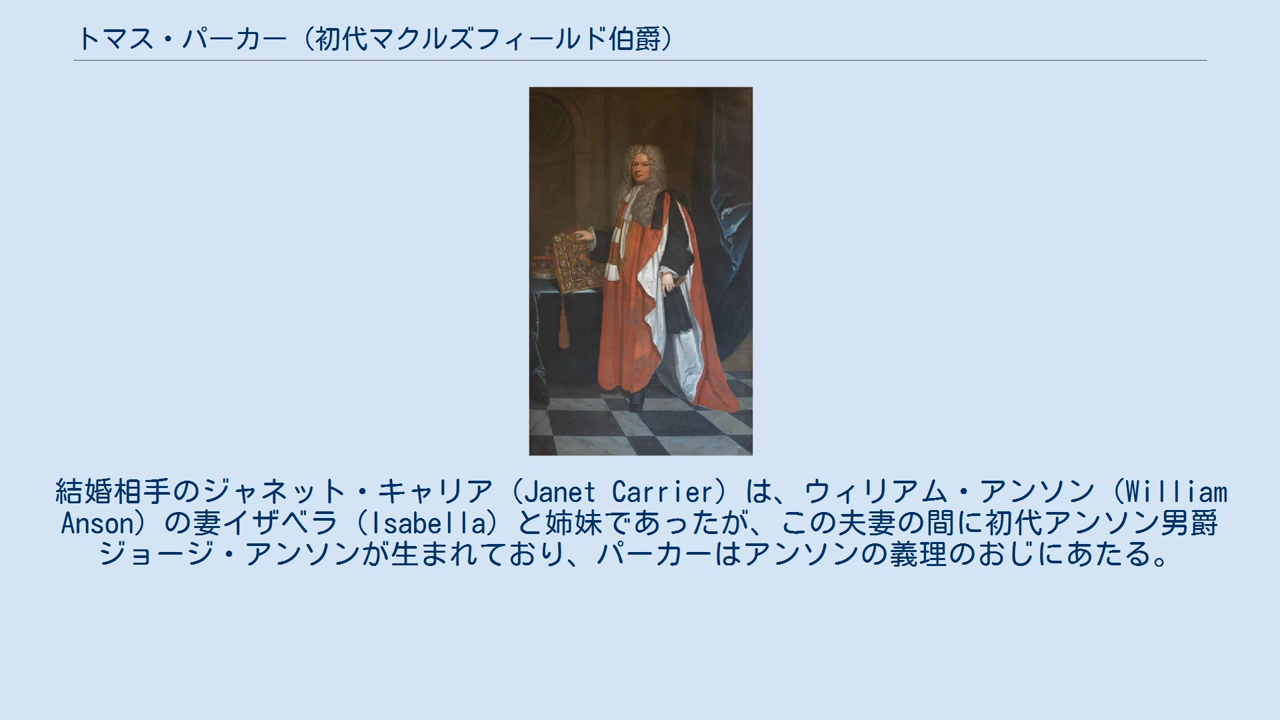 トマス・パーカー（初代マクルズフィールド伯爵）
結婚相手のジャネット・キャリア（Janet Carrier）は、ウィリアム・アンソン（William
Anson）の妻イザベラ（Isabella）と姉妹であったが、この夫妻の間に初代アンソン男爵
ジョージ・アンソンが生まれており、パーカーはアンソンの義理のおじにあたる。